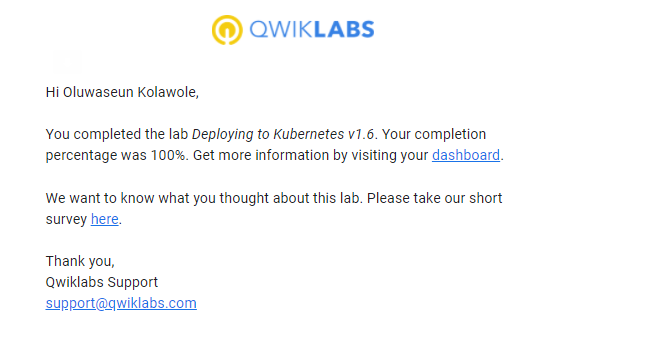 QWIKLABS
Hi Oluwaseun Kolawole,
You completed the lab Deploying to Kubernetes v1.6. Your completion
percentage was 100%. Get more information by visiting your dashboard.
We want to know what you thought about this lab. Please take our short
survey here.
Thank you,
Qwiklabs Support
support@qwiklabs.com